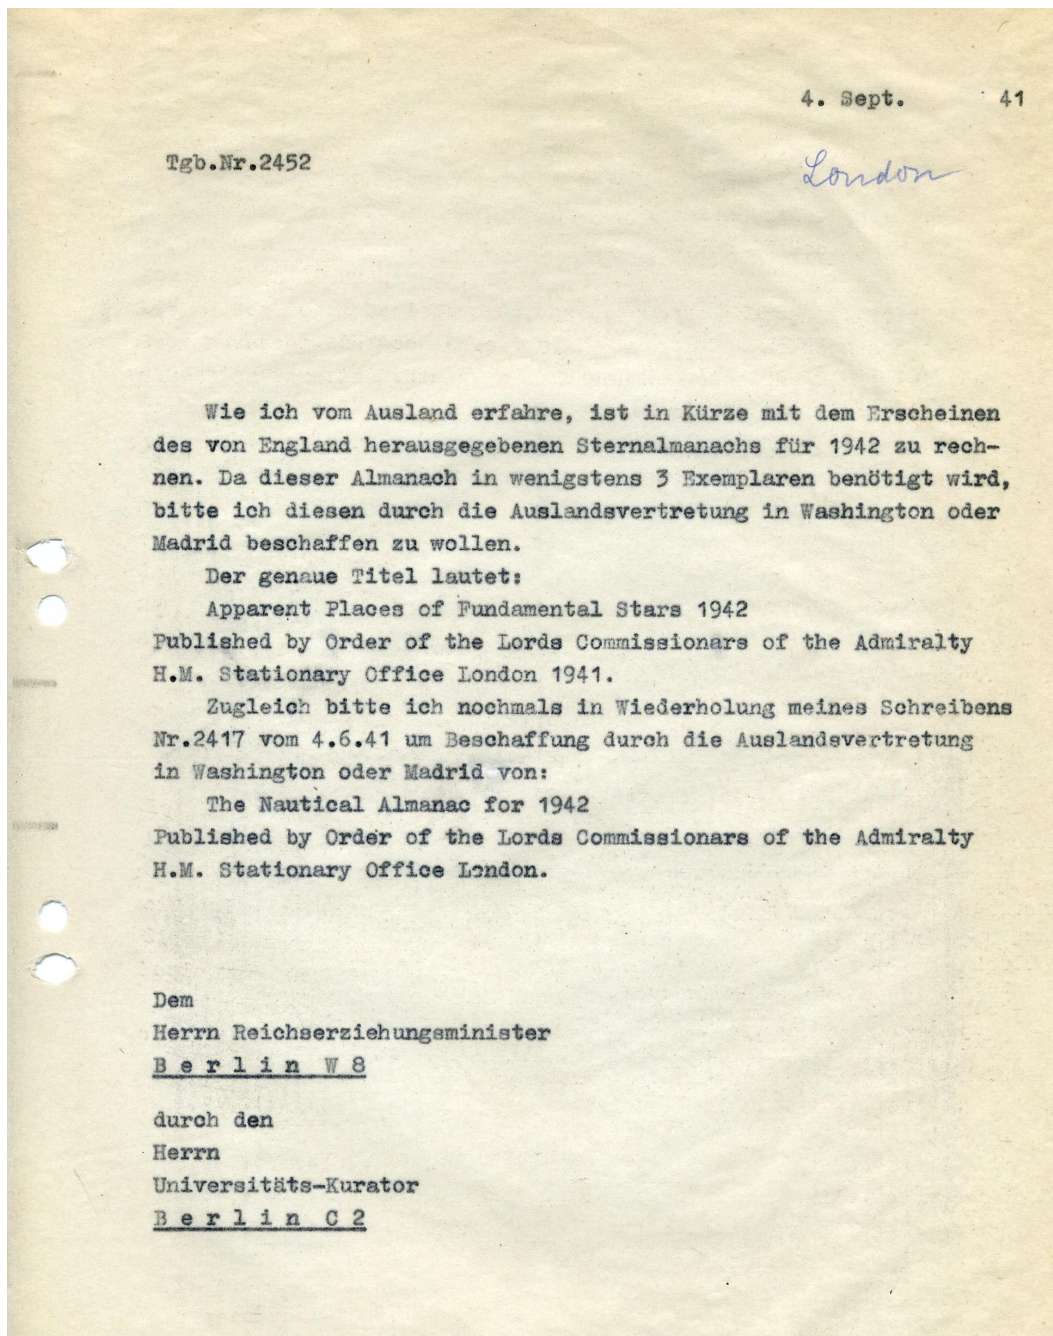 4. Sept. 41
Tgb.Nr.2452
London
Wie ich vom Ausland erfahre, ist in Kürze mit dem Erscheinen
des von England herausgegebenen Sternalmanachs für 1942 zu rech-
nen. Da dieser Almanach in wenigstens 3 Exemplaren benötigt wird,
bitte ich diesen durch die Auslandsvertretung in Washington oder
Madrid beschaffen zu wollen.
Der genaue Titel lautet:
Apparent Places of Fundamental Stars 1942
Published by Order of the Lords Commissionars of the Admiralty
H.M. Stationary Office London 1941.
Zugleich bitte ich nochmals in Wiederholung meines Schreibens
Nr.2417 vom 4.6.41 um Beschaffung durch die Auslandsvertretung
in Washington oder Madrid von:
The Nautical Almanac for 1942
Published by Order of the Lords Commissionars of the Admiralty
H.M. Stationary Office London.
Dem
Herrn Reichserziehungsminister
Berlin W 8
durch den
Herrn
Universitäts-Kurator
Berlin C 2